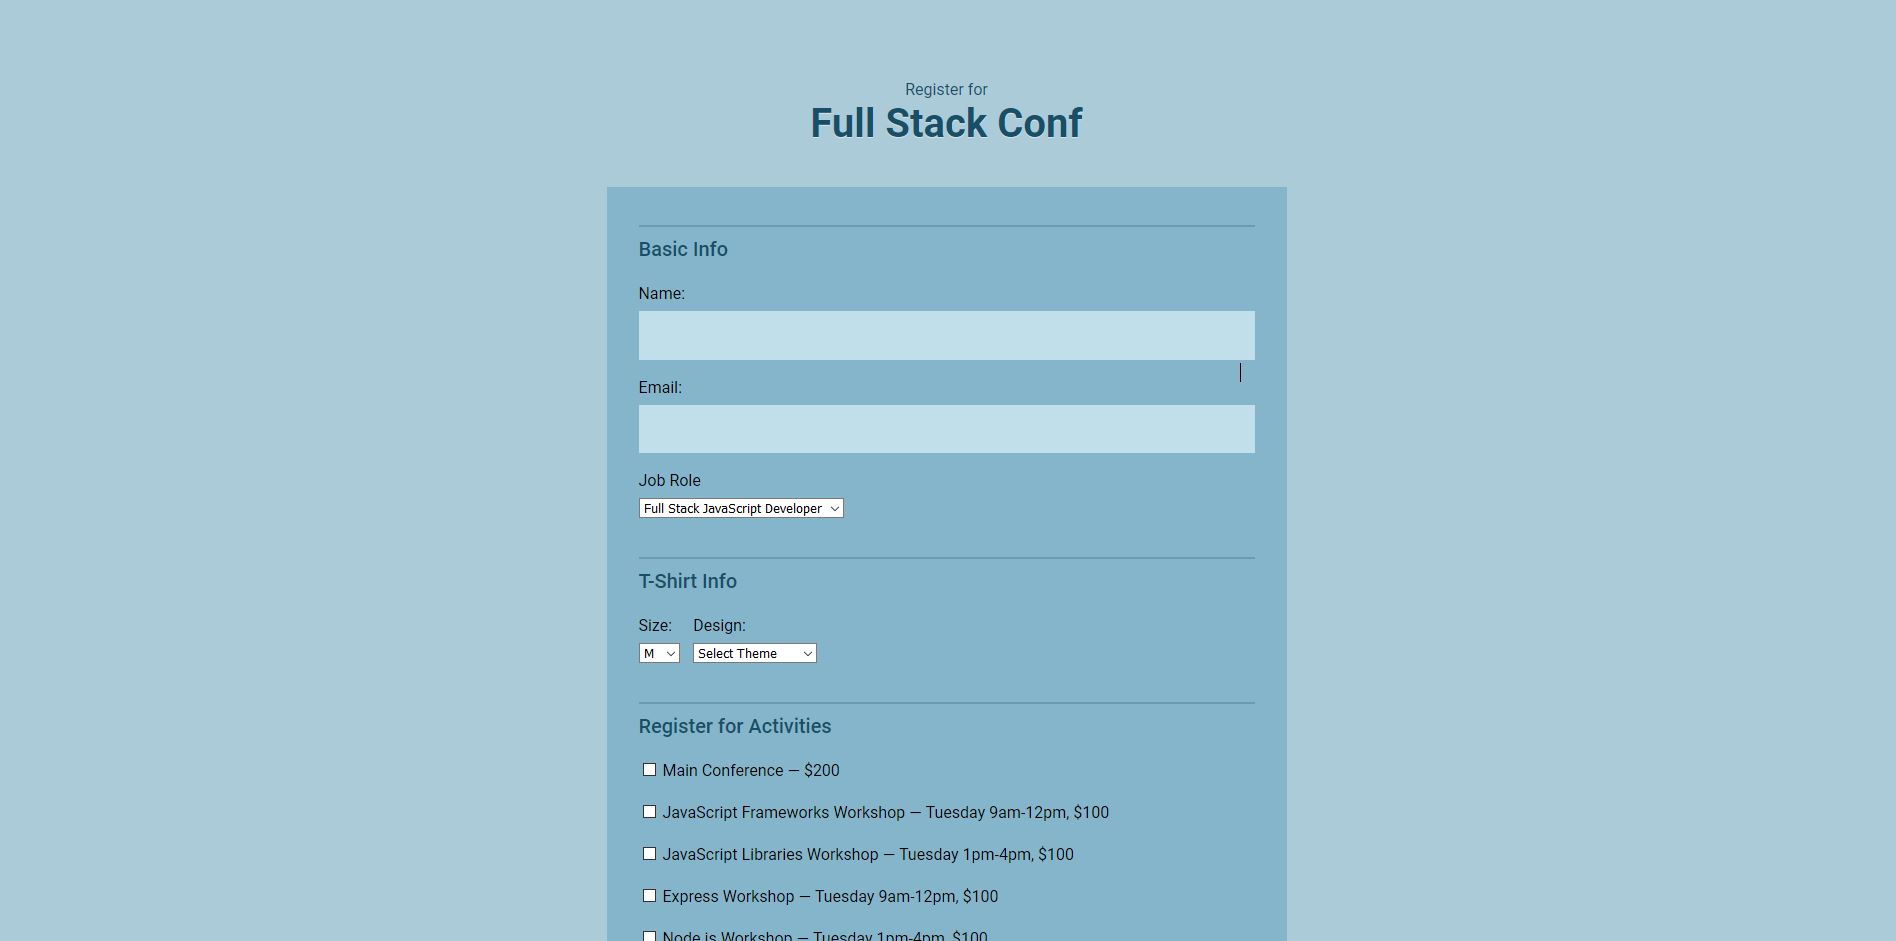 Register for
Full Stack Conf
Basic Info
Name:
Email:
Job Role
Full Stack JavaScript Developer
T-Shirt Info
Size: Design:
M Select Theme
Register for Activities
Main Conference — $200
JavaScript Frameworks Workshop — Tuesday 9am-12pm, $100
JavaScript Libraries Workshop — Tuesday 1pm-4pm, $100
Express Workshop — Tuesday 9am-12pm, $100
Node.js Workshop — Tuesday 1pm-4pm, $100